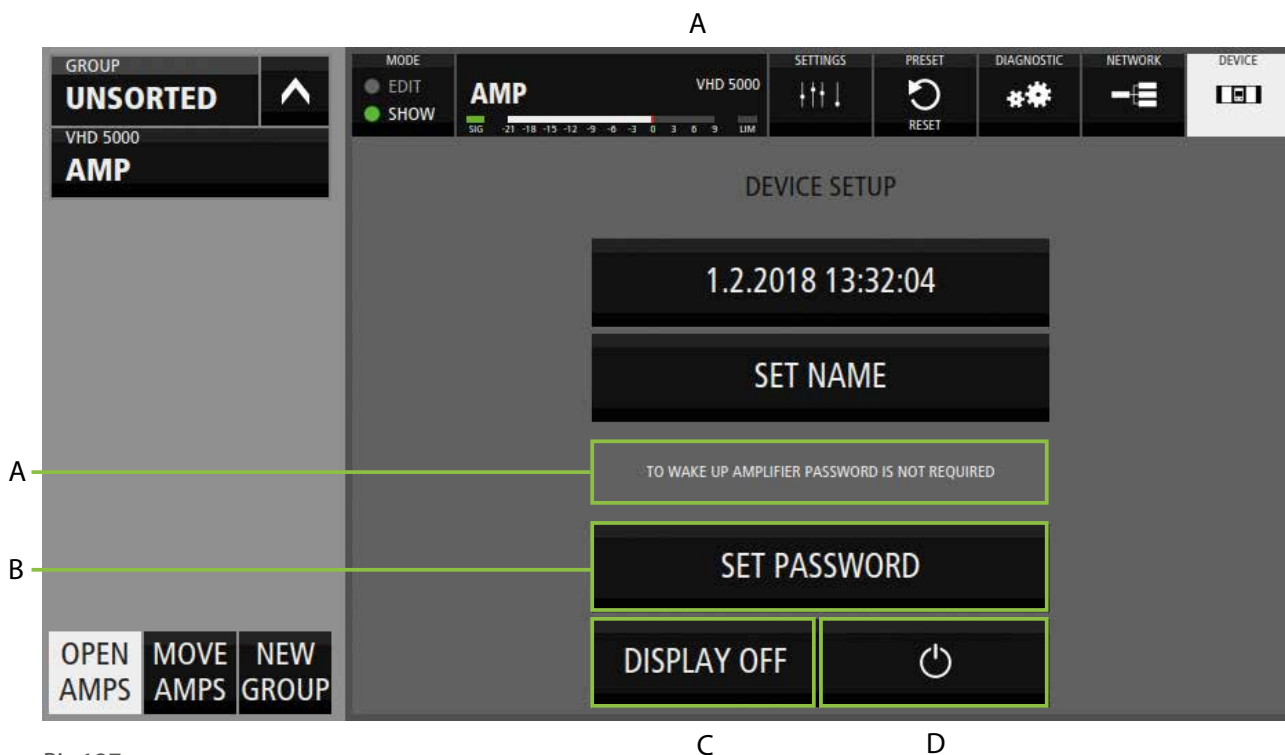 A
GROUP
UNSORTED
VHD 5000
AMP
MODE
EDIT
SHOW
AMP
VHD 5000
SIG -21 -18 -15 -12 -9 -6 -3 0 3 6 9 LIM
SETTINGS
PRESET
RESET
DIAGNOSTIC
NETWORK
DEVICE
DEVICE SETUP
1.2.2018 13:32:04
SET NAME
A
TO WAKE UP AMPLIFIER PASSWORD IS NOT REQUIRED
B
SET PASSWORD
DISPLAY OFF
OPEN AMPS
MOVE AMPS
NEW GROUP
C
D